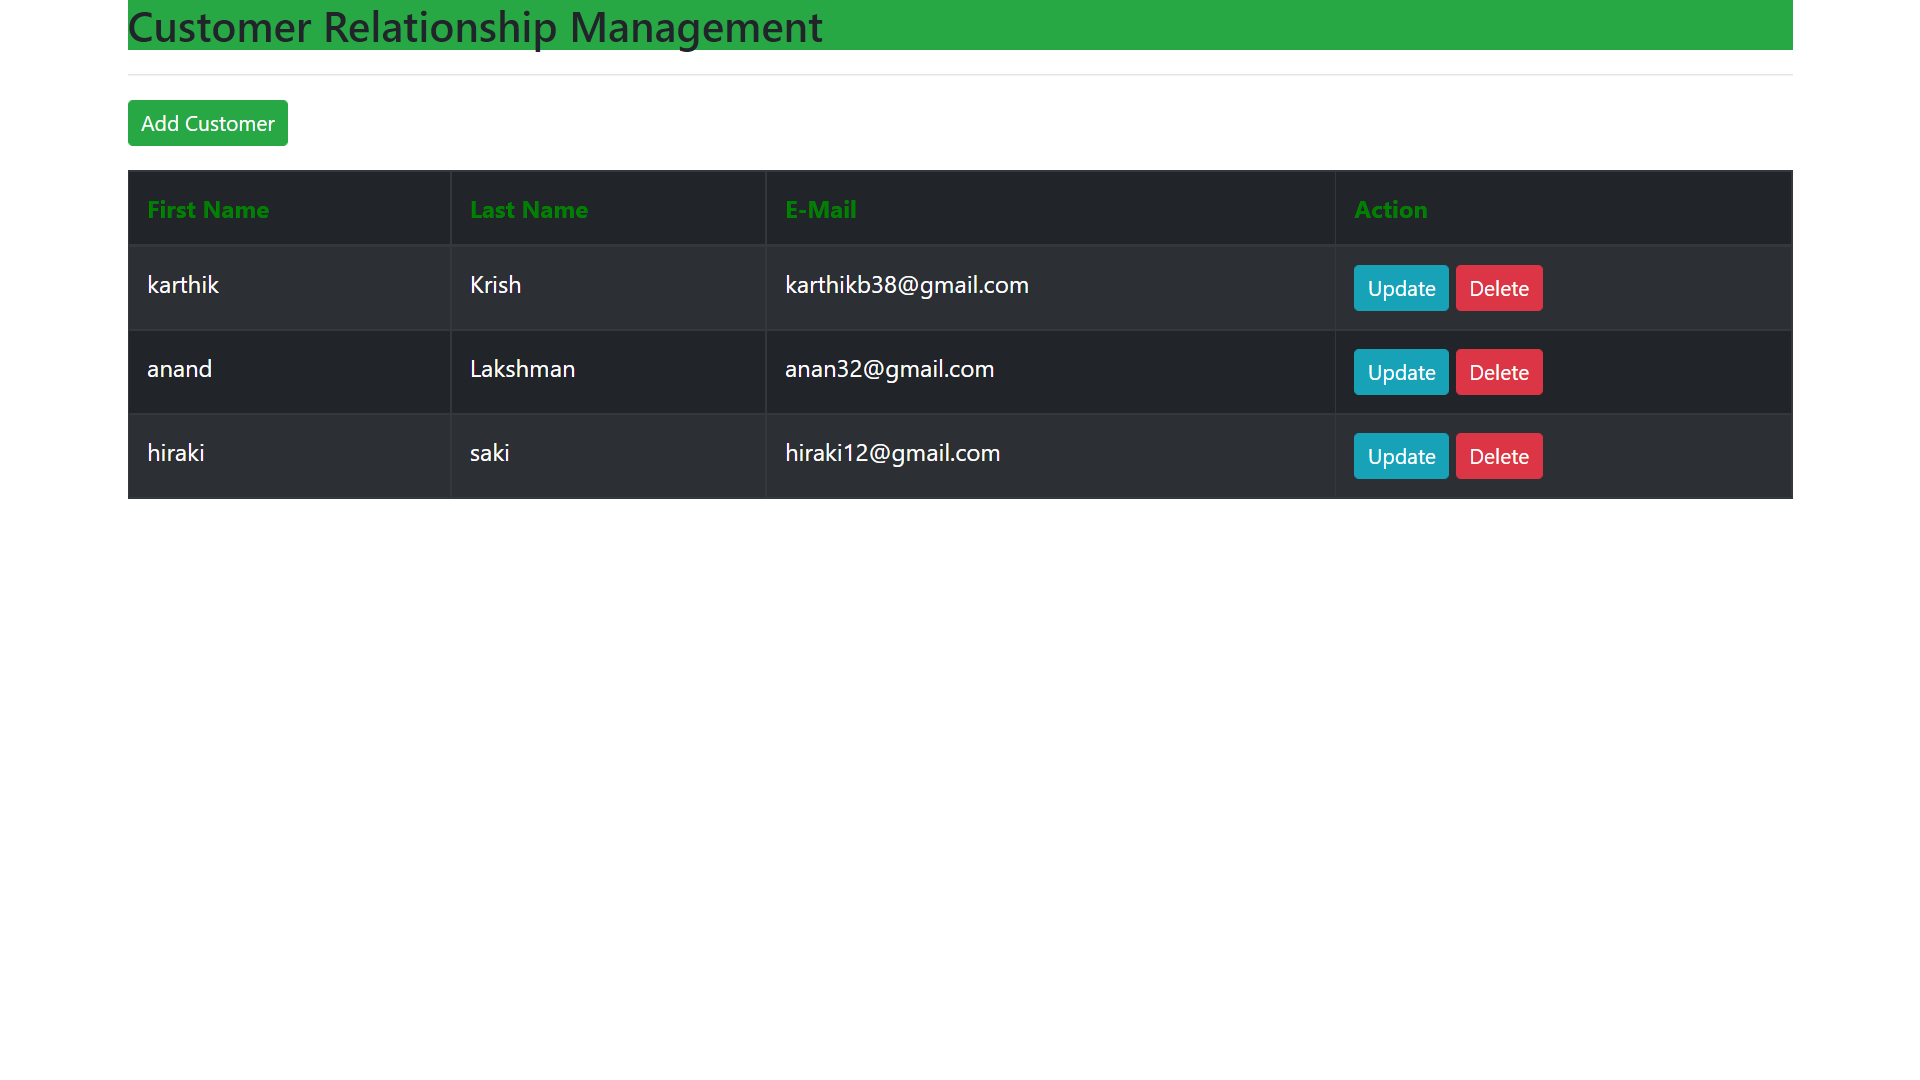 Customer Relationship Management
Add Customer
First Name Last Name E-Mail Action
karthik Krish karthikb38@gmail.com Update Delete
anand Lakshman anan32@gmail.com Update Delete
hiraki saki hiraki12@gmail.com Update Delete